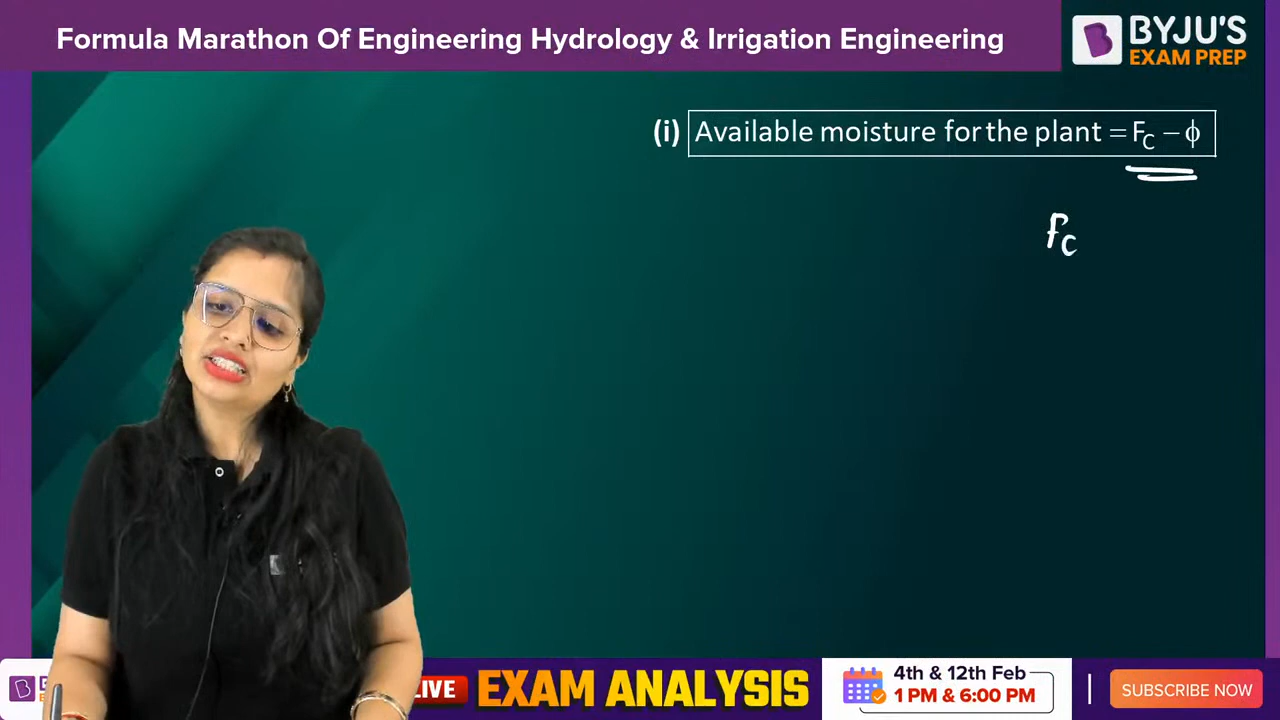 Formula Marathon Of Engineering Hydrology & Irrigation Engineering
BYJU'S
EXAM PREP
(i) Available moisture for the plant = F_C − ϕ
F_C
LIVE
EXAM ANALYSIS
4th & 12th Feb
1 PM & 6:00 PM
SUBSCRIBE NOW